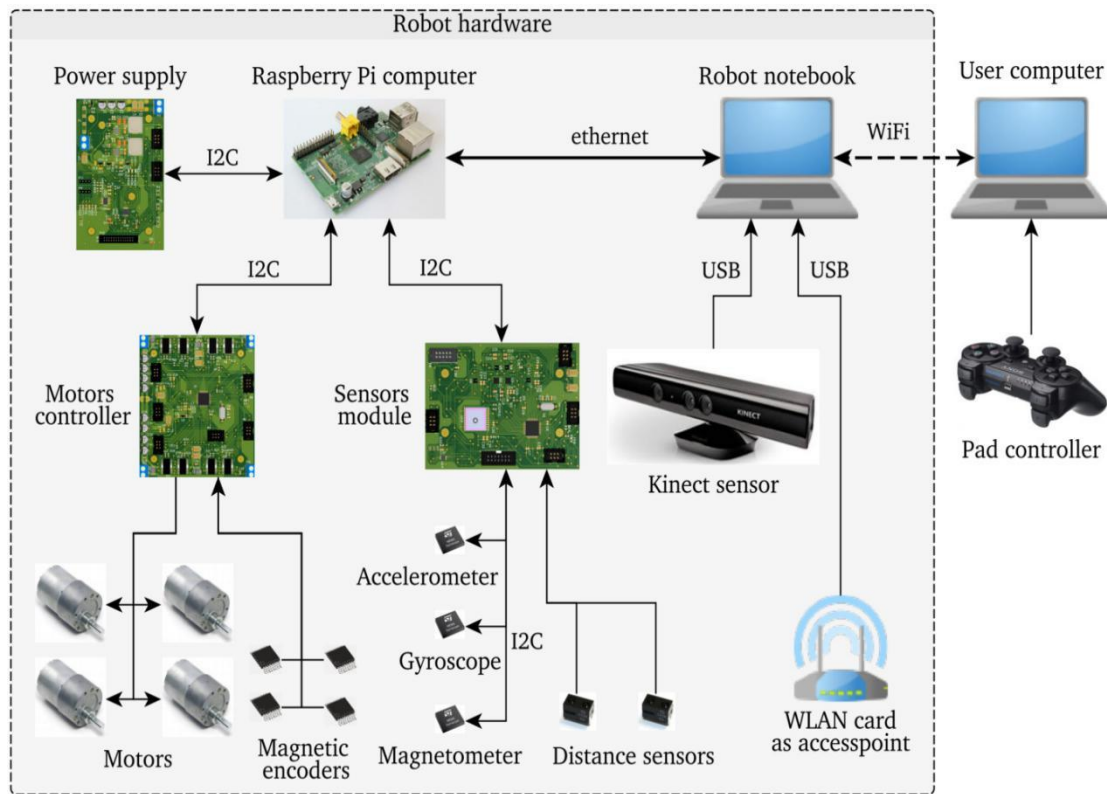 Robot hardware
Power supply
Raspberry Pi computer
Robot notebook
User computer
I2C
ethernet
WiFi
I2C
I2C
USB
USB
Motors
controller
Sensors
module
KINECT
Kinect sensor
Pad controller
Accelerometer
Gyroscope
I2C
Magnetometer
Motors
Magnetic
encoders
Distance sensors
WLAN card
as accesspoint